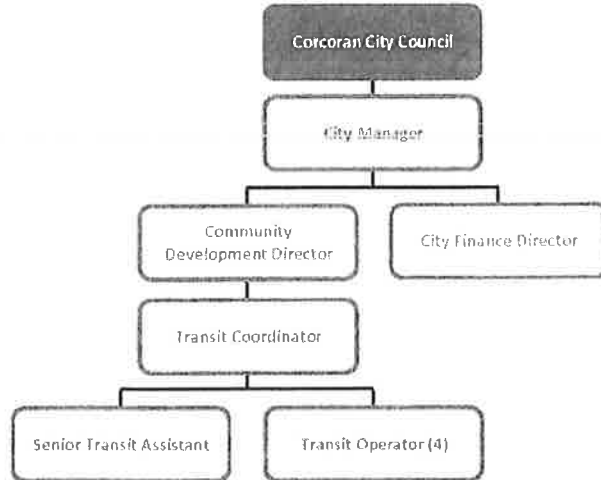 Corcoran City Council
City Manager
Community
Development Director
City Finance Director
Transit Coordinator
Senior Transit Assistant
Transit Operator (4)